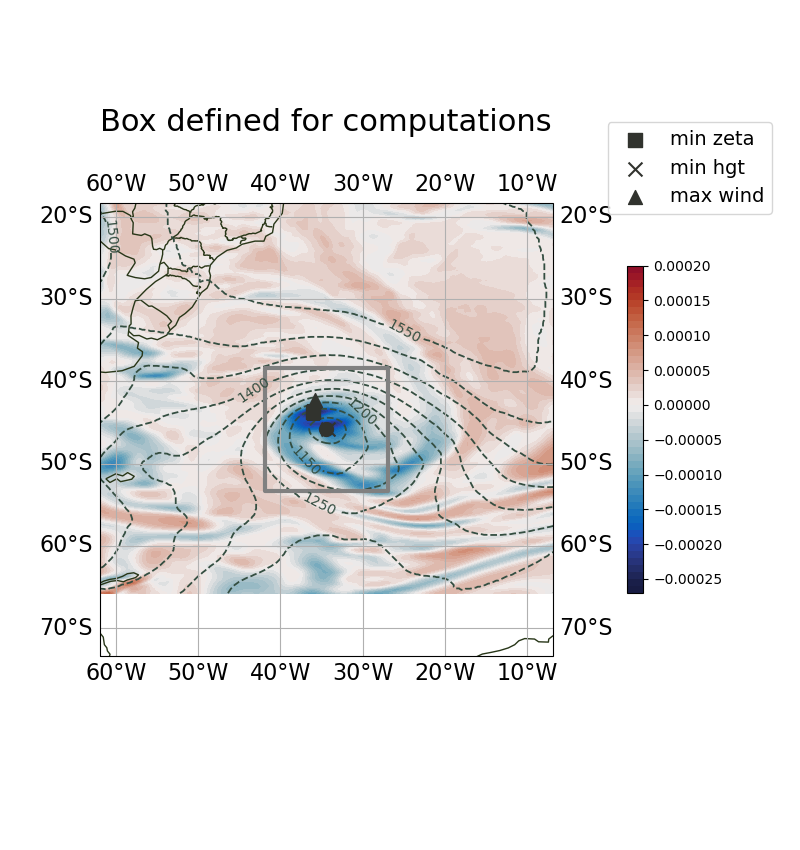 Box defined for computations
min zeta
min hgt
max wind
60°W 50°W 40°W 30°W 20°W 10°W
20°S 20°S
30°S 30°S
40°S 40°S
50°S 50°S
60°S 60°S
70°S 70°S
60°W 50°W 40°W 30°W 20°W 10°W
1500
1550
1400
1200
1150
1250
0.00020
0.00015
0.00010
0.00005
0.00000
−0.00005
−0.00010
−0.00015
−0.00020
−0.00025